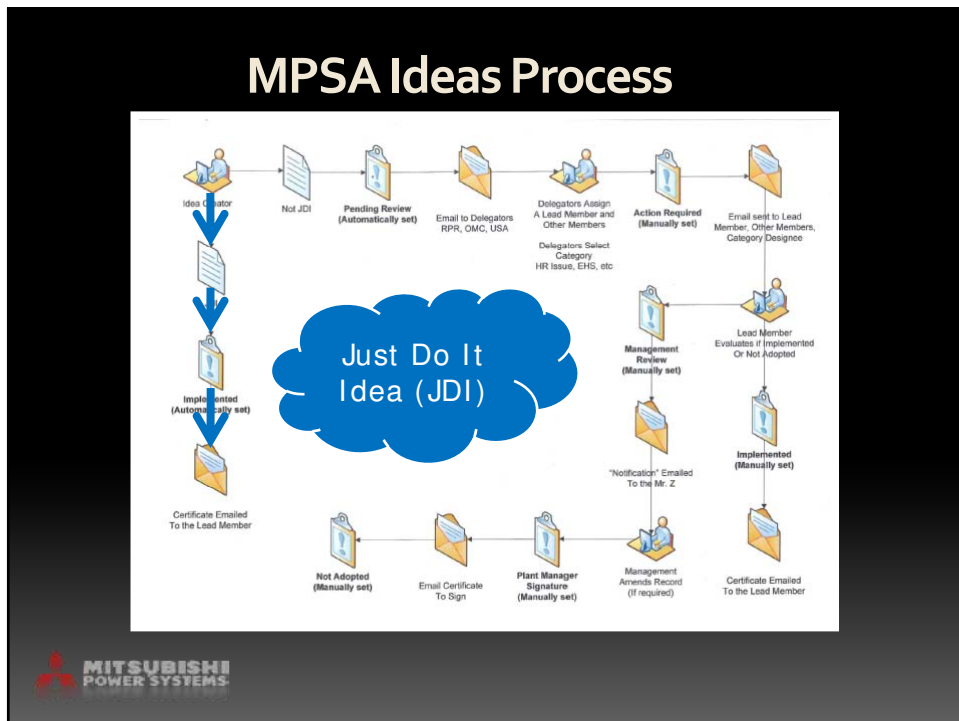 MPSA Ideas Process
Idea Creator
Not JDI
Pending Review
(Automatically set)
Email to Delegators
RPR, OMC, USA
Delegators Assign
A Lead Member and
Other Members
Delegators Select
Category
HR Issue, EHS, etc
Action Required
(Manually set)
Email sent to Lead
Member, Other Members,
Category Designee
Lead Member
Evaluates if Implemented
Or Not Adopted
Management
Review
(Manually set)
Just Do It
Idea (JDI)
Implemented
(Automatically set)
Implemented
(Manually set)
"Notification" Emailed
To the Mr. Z
Certificate Emailed
To the Lead Member
Not Adopted
(Manually set)
Email Certificate
To Sign
Plant Manager
Signature
(Manually set)
Management
Amends Record
(If required)
Certificate Emailed
To the Lead Member
MITSUBISHI
POWER SYSTEMS